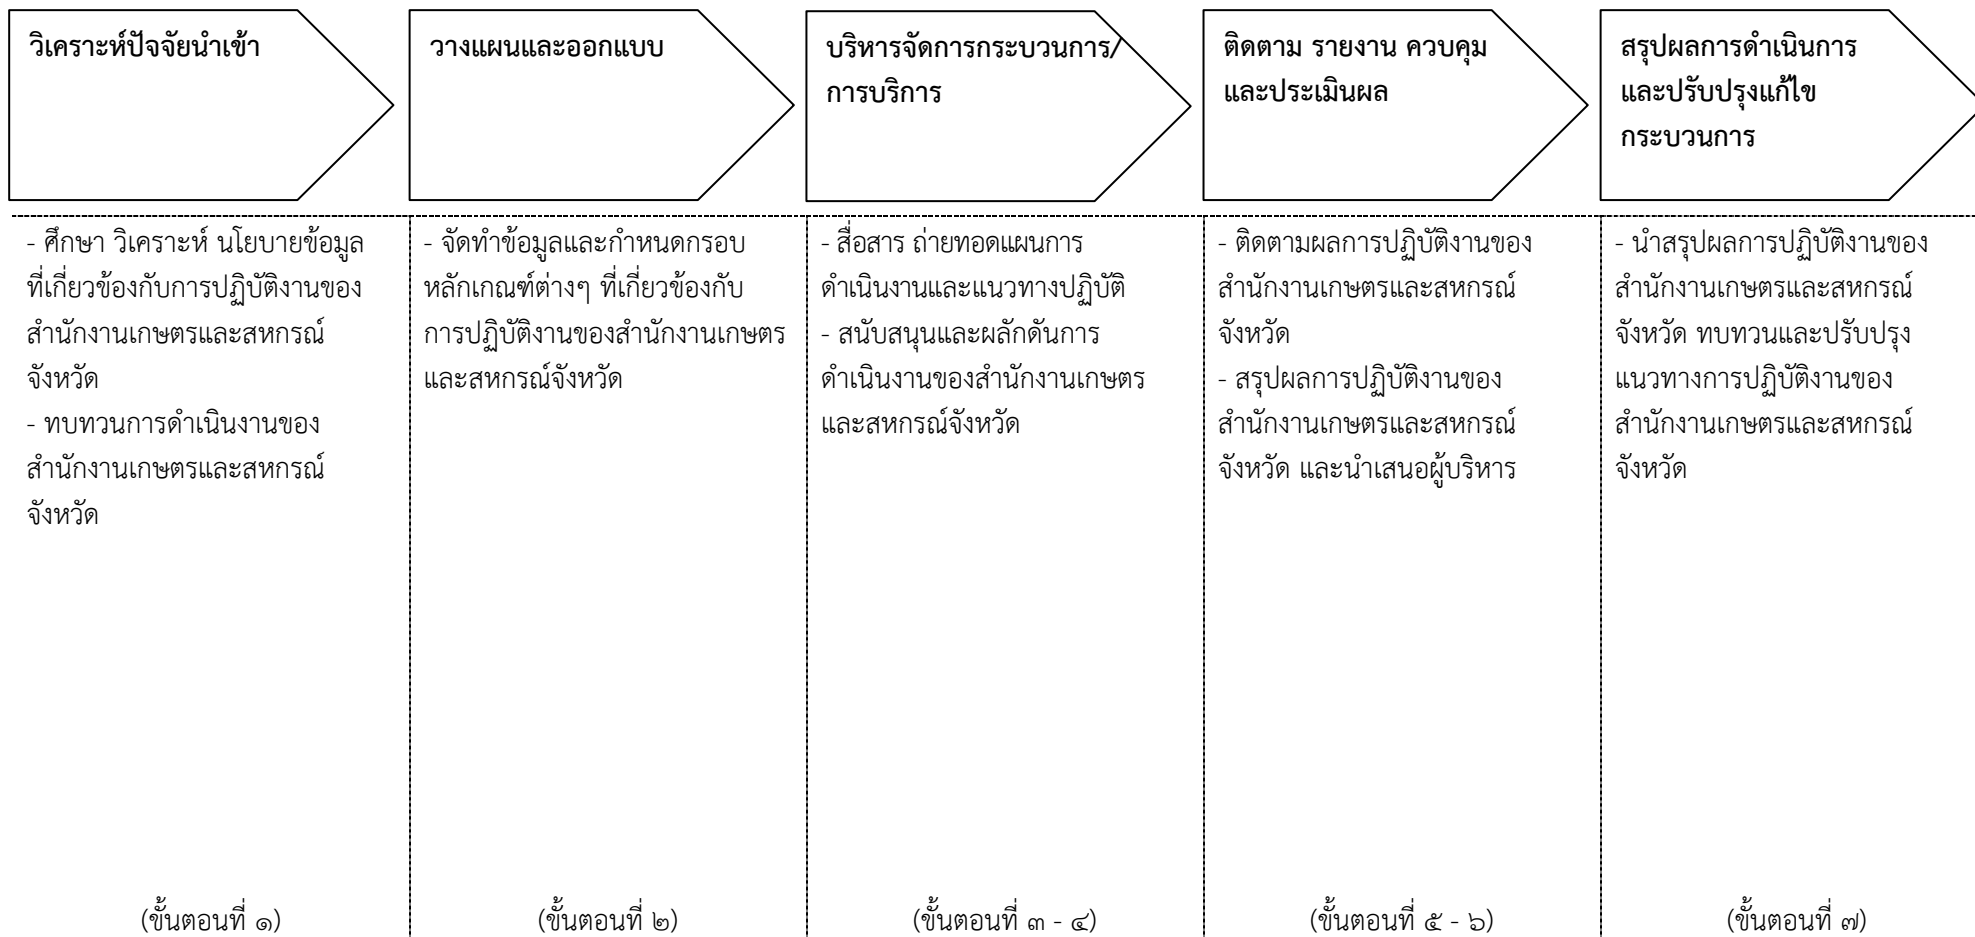 วิเคราะห์ปัจจัยนำเข้า
วางแผนและออกแบบ
บริหารจัดการกระบวนการ/
การบริการ
ติดตาม รายงาน ควบคุม
และประเมินผล
สรุปผลการดำเนินการ
และปรับปรุงแก้ไข
กระบวนการ
- ศึกษา วิเคราะห์ นโยบายข้อมูล
ที่เกี่ยวข้องกับการปฏิบัติงานของ
สำนักงานเกษตรและสหกรณ์
จังหวัด
- ทบทวนการดำเนินงานของ
สำนักงานเกษตรและสหกรณ์
จังหวัด
- จัดทำข้อมูลและกำหนดกรอบ
หลักเกณฑ์ต่างๆ ที่เกี่ยวข้องกับ
การปฏิบัติงานของสำนักงานเกษตร
และสหกรณ์จังหวัด
- สื่อสาร ถ่ายทอดแผนการ
ดำเนินงานและแนวทางปฏิบัติ
- สนับสนุนและผลักดันการ
ดำเนินงานของสำนักงานเกษตร
และสหกรณ์จังหวัด
- ติดตามผลการปฏิบัติงานของ
สำนักงานเกษตรและสหกรณ์
จังหวัด
- สรุปผลการปฏิบัติงานของ
สำนักงานเกษตรและสหกรณ์
จังหวัด และนำเสนอผู้บริหาร
- นำสรุปผลการปฏิบัติงานของ
สำนักงานเกษตรและสหกรณ์
จังหวัด ทบทวนและปรับปรุง
แนวทางการปฏิบัติงานของ
สำนักงานเกษตรและสหกรณ์
จังหวัด
(ขั้นตอนที่ ๑)
(ขั้นตอนที่ ๒)
(ขั้นตอนที่ ๓ - ๔)
(ขั้นตอนที่ ๕ - ๖)
(ขั้นตอนที่ ๗)